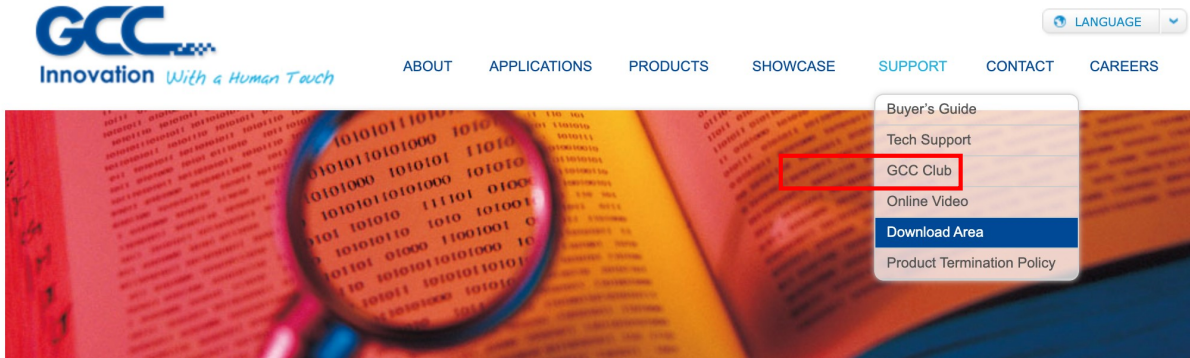 GCC
Innovation With a Human Touch
LANGUAGE
ABOUT APPLICATIONS PRODUCTS SHOWCASE SUPPORT CONTACT CAREERS
Buyer's Guide
Tech Support
GCC Club
Online Video
Download Area
Product Termination Policy